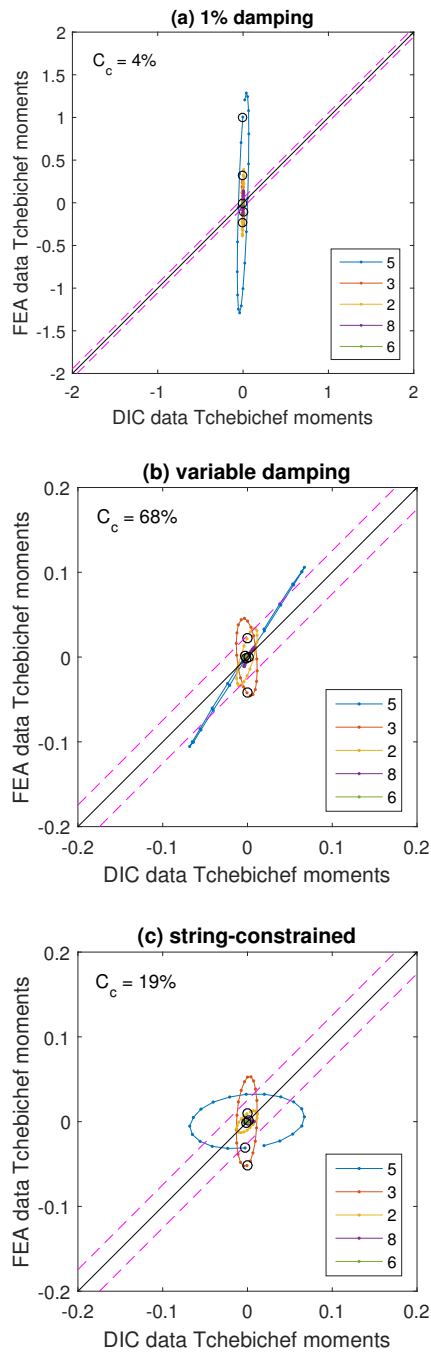 (a) 1% damping
C_c = 4%
FEA data Tchebichef moments
2
1.5
1
0.5
0
-0.5
-1
-1.5
-2
-2 -1 0 1 2
DIC data Tchebichef moments
5
3
2
8
6
(b) variable damping
C_c = 68%
FEA data Tchebichef moments
0.2
0.1
0
-0.1
-0.2
-0.2 -0.1 0 0.1 0.2
DIC data Tchebichef moments
5
3
2
8
6
(c) string-constrained
C_c = 19%
FEA data Tchebichef moments
0.2
0.1
0
-0.1
-0.2
-0.2 -0.1 0 0.1 0.2
DIC data Tchebichef moments
5
3
2
8
6